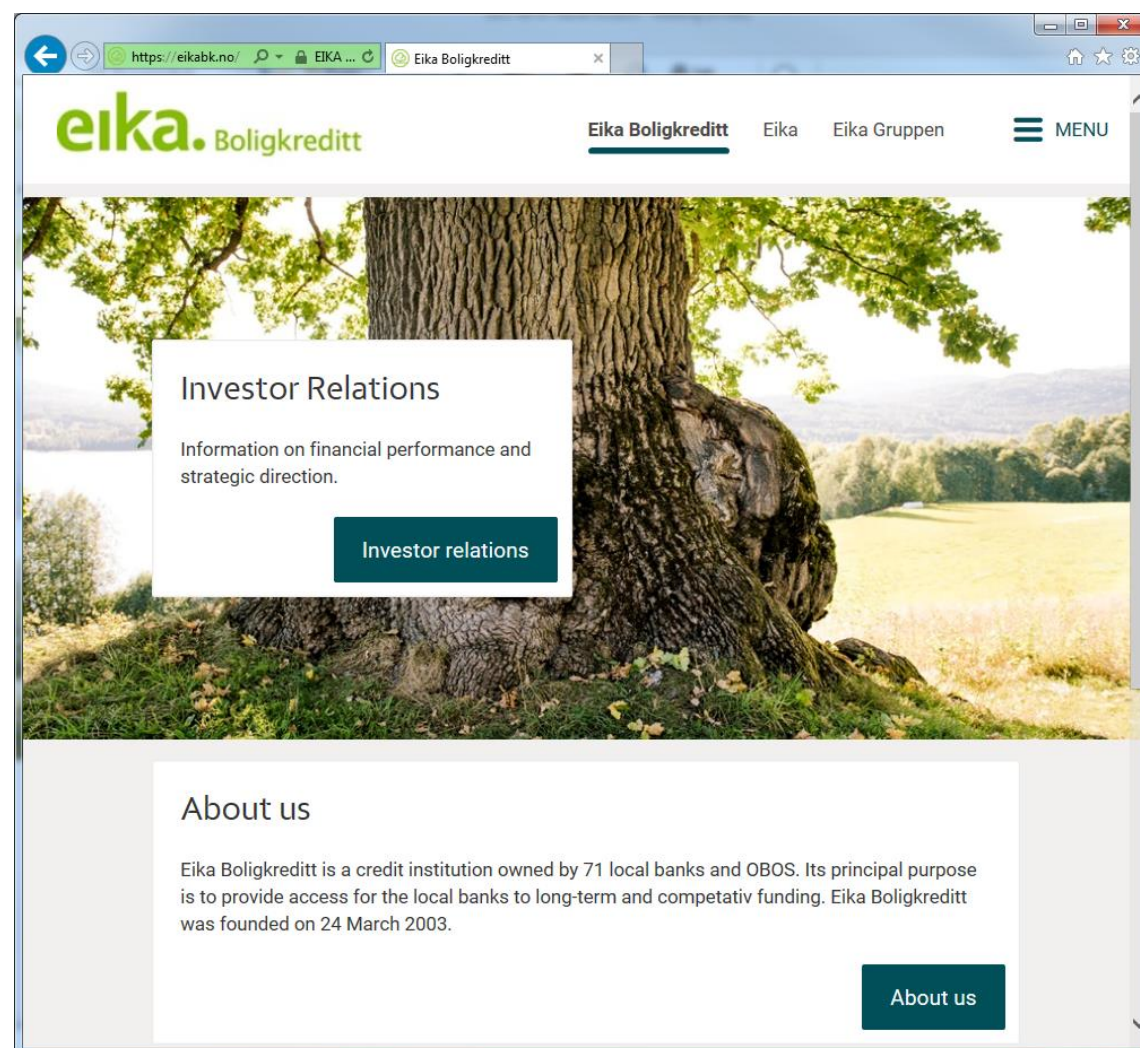 https://eikabk.no/ EIKA ... Eika Boligkreditt
eika. Boligkreditt
Eika Boligkreditt Eika Eika Gruppen MENU
Investor Relations
Information on financial performance and
strategic direction.
Investor relations
About us
Eika Boligkreditt is a credit institution owned by 71 local banks and OBOS. Its principal purpose
is to provide access for the local banks to long-term and competativ funding. Eika Boligkreditt
was founded on 24 March 2003.
About us